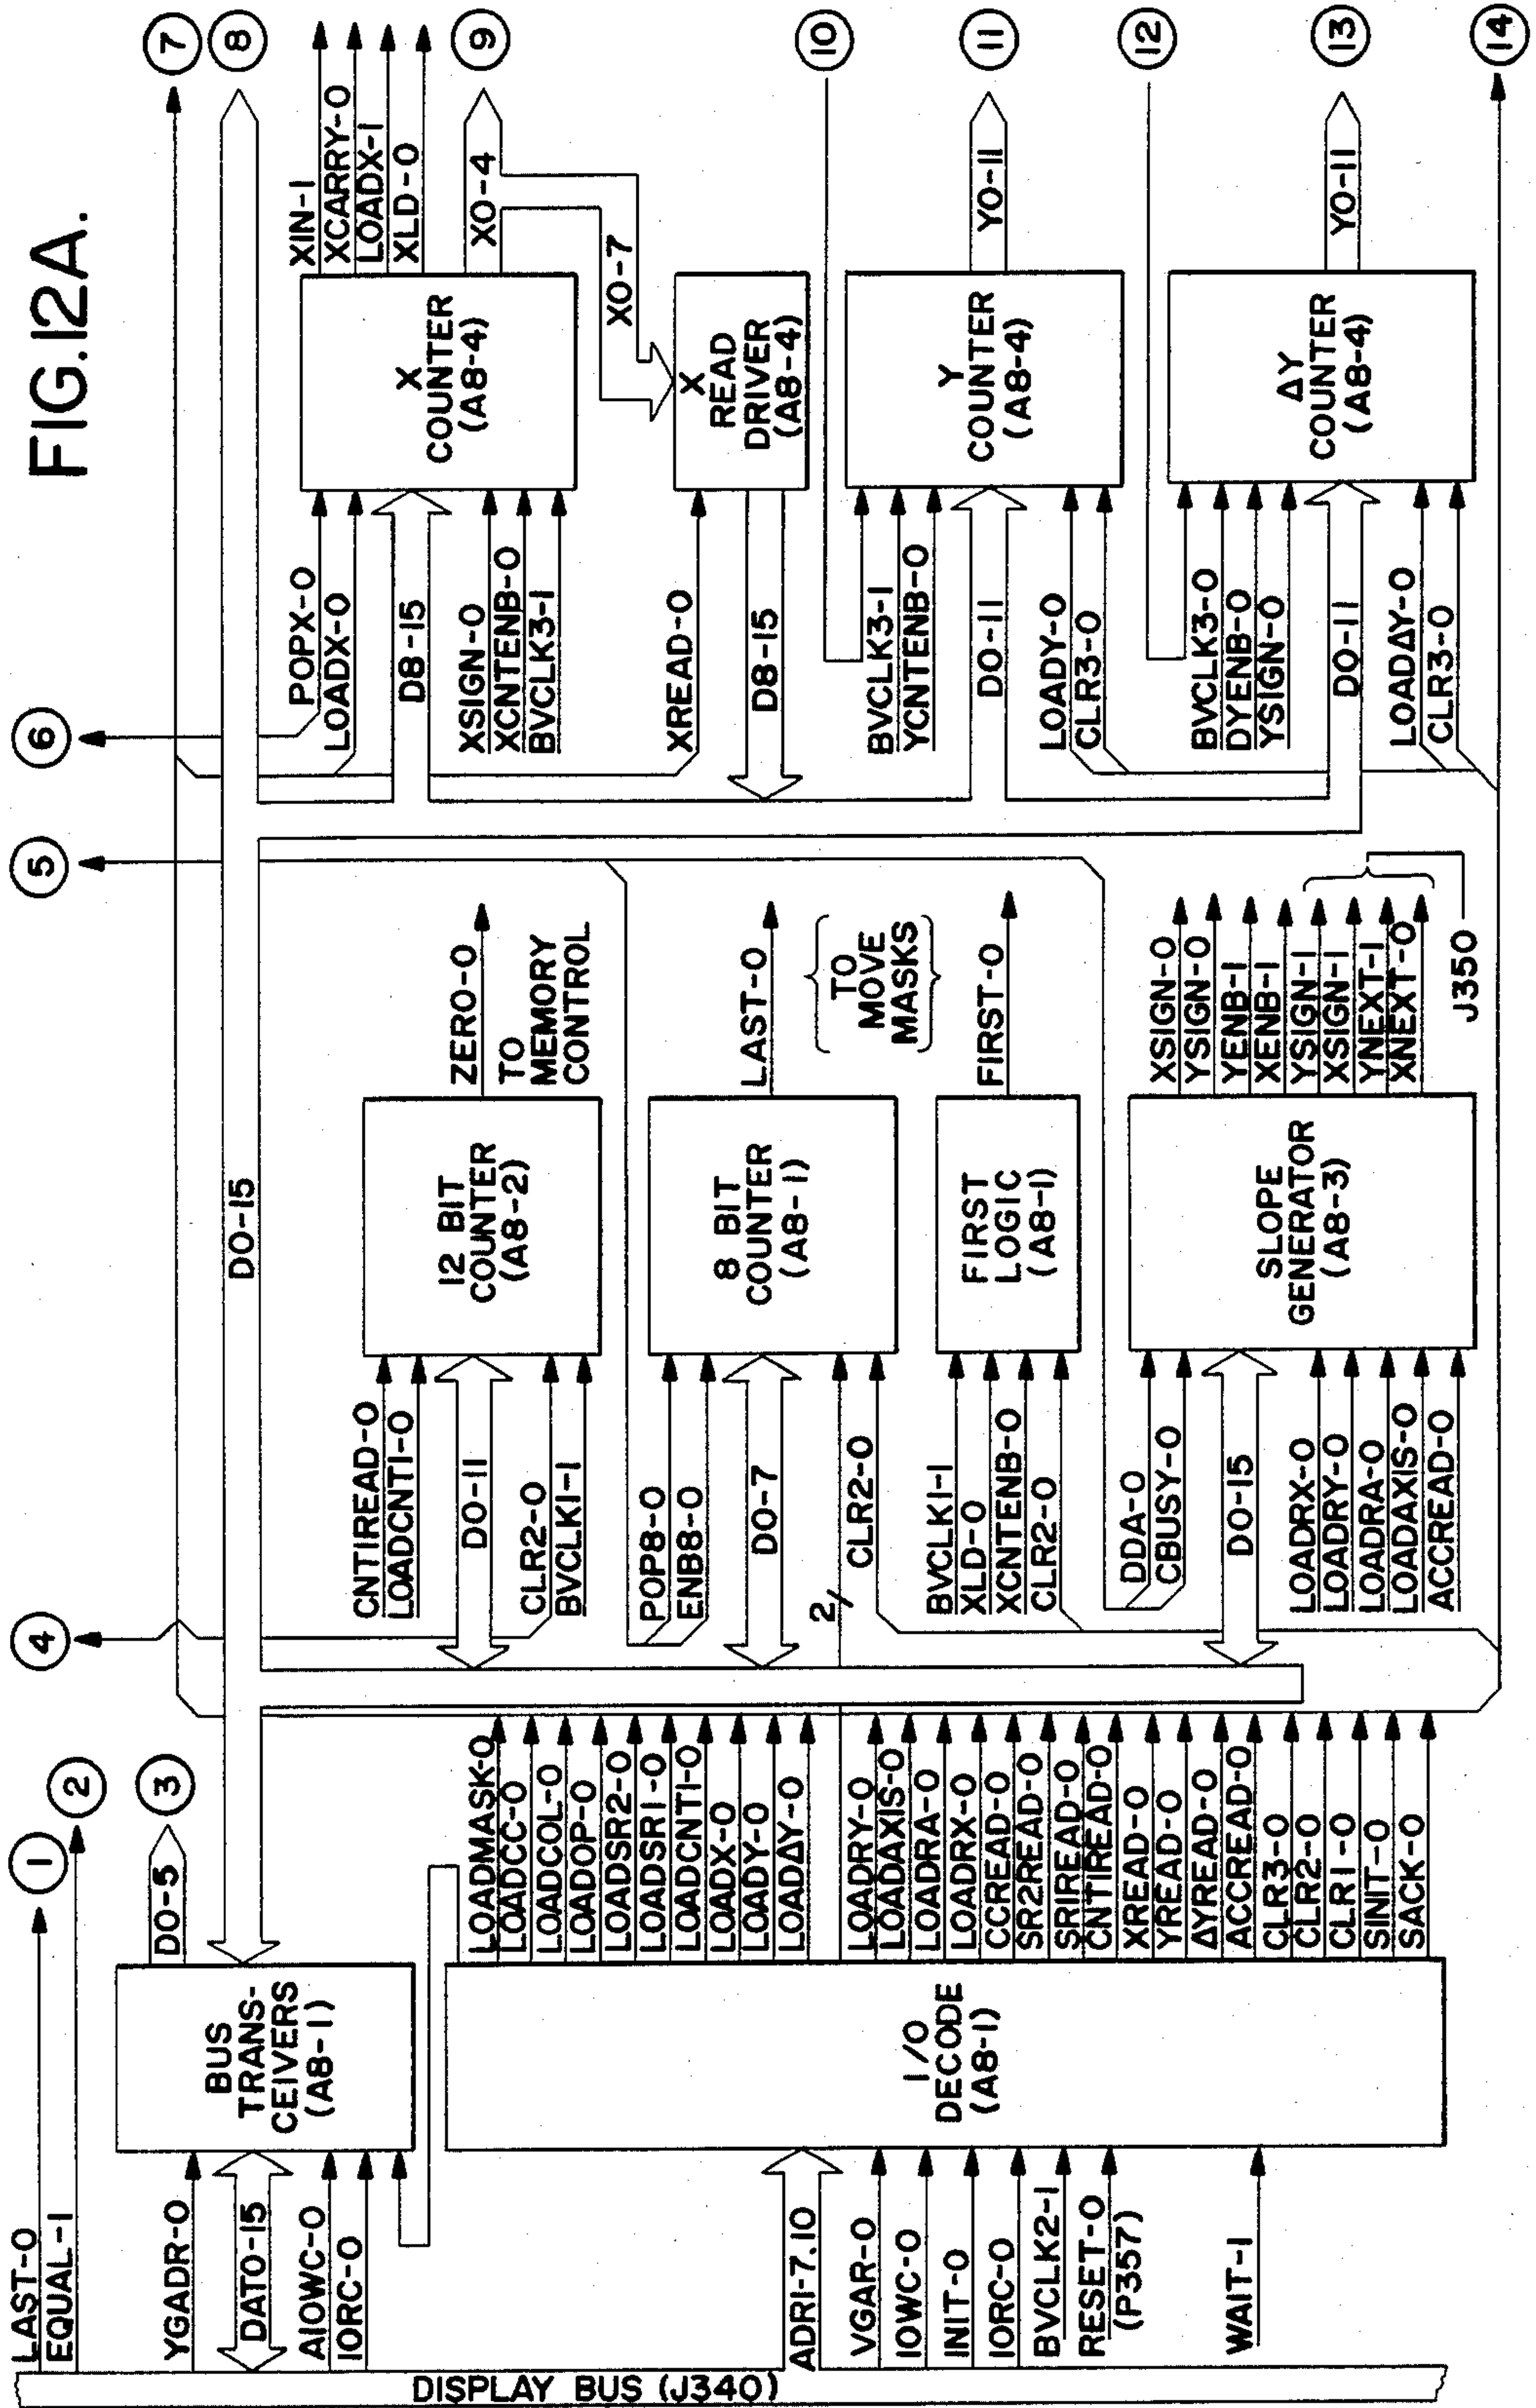 FIG.12A.
LAST-0
EQUAL-1
1
2
3
4
5
6
7
8
9
10
11
12
13
14
DISPLAY BUS (J340)
YGADR-0
DAT0-15
AIOWC-0
IORC-0
BUS
TRANS-
CEIVERS
(A8-1)
D0-5
D0-15
ADR1-7.10
VGAR-0
IOWC-0
INIT-0
IORC-0
BVCLK2-1
RESET-0
(P357)
WAIT-1
I/O
DECODE
(A8-1)
LOADMASK-0
LOADCC-0
LOADCOL-0
LOADOP-0
LOADSR2-0
LOADSR1-0
LOADCNT1-0
LOADX-0
LOADY-0
LOADΔY-0
LOADRY-0
LOADAXIS-0
LOADRA-0
LOADRX-0
CCREAD-0
SR2READ-0
SR1READ-0
CNT1READ-0
XREAD-0
YREAD-0
ΔYREAD-0
ACCREAD-0
CLR3-0
CLR2-0
CLR1-0
SINIT-0
SACK-0
CNT1READ-0
LOADCNT1-0
D0-11
CLR2-0
BVCLK1-1
12 BIT
COUNTER
(A8-2)
ZERO-0
TO
MEMORY
CONTROL
POP8-0
ENB8-0
D0-7
2/
CLR2-0
8 BIT
COUNTER
(A8-1)
LAST-0
TO
MOVE
MASKS
BVCLK1-1
XLD-0
XCNTENB-0
CLR2-0
FIRST
LOGIC
(A8-1)
FIRST-0
DDA-0
CBUSY-0
D0-15
LOADRX-0
LOADRY-0
LOADRA-0
LOADAXIS-0
ACCREAD-0
SLOPE
GENERATOR
(A8-3)
XSIGN-0
YSIGN-0
YENB-1
XENB-1
YSIGN-1
XSIGN-1
YNEXT-1
XNEXT-0
J350
POPX-0
LOADX-0
D8-15
XSIGN-0
XCNTENB-0
BVCLK3-1
X
COUNTER
(A8-4)
XIN-1
XCARRY-0
LOADX-1
XLD-0
X0-4
X0-7
XREAD-0
D8-15
X
READ
DRIVER
(A8-4)
BVCLK3-1
YCNTENB-0
D0-11
LOADY-0
CLR3-0
Y
COUNTER
(A8-4)
Y0-11
BVCLK3-0
DYENB-0
YSIGN-0
D0-11
LOADΔY-0
CLR3-0
ΔY
COUNTER
(A8-4)
Y0-11